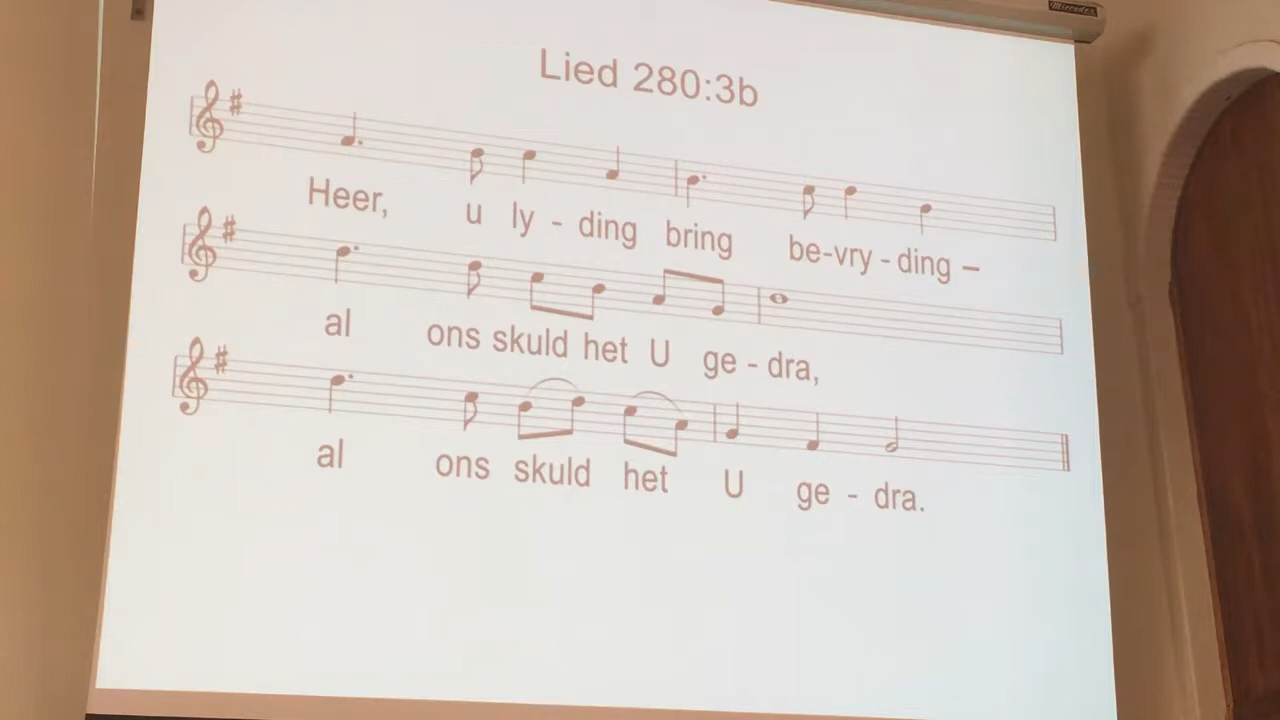 Mecculux
Lied 280:3b
Heer, u ly - ding bring be-vry - ding –
al ons skuld het U ge - dra,
al ons skuld het U ge - dra.